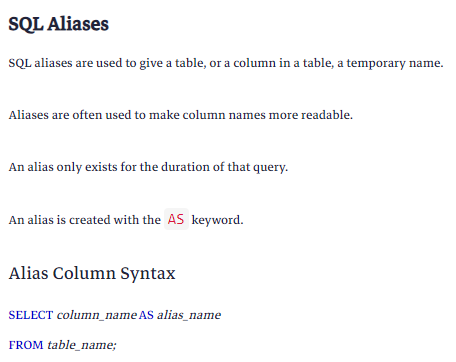 SQL Aliases
SQL aliases are used to give a table, or a column in a table, a temporary name.
Aliases are often used to make column names more readable.
An alias only exists for the duration of that query.
An alias is created with the AS keyword.
Alias Column Syntax
SELECT column_name AS alias_name
FROM table_name;